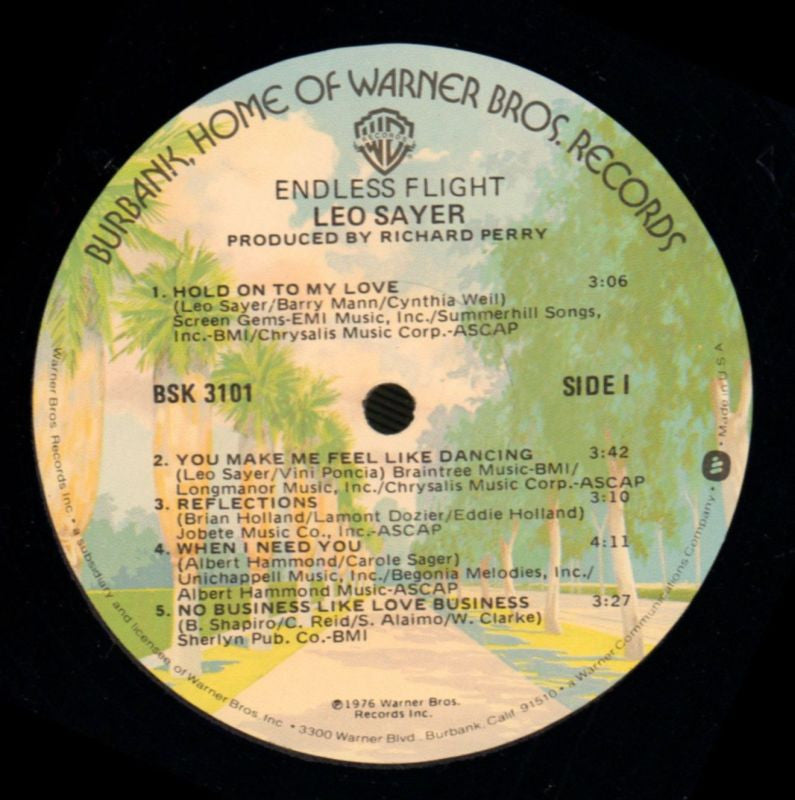 BURBANK, HOME OF WARNER BROS. RECORDS
W
RECORDS
ENDLESS FLIGHT
LEO SAYER
PRODUCED BY RICHARD PERRY
1. HOLD ON TO MY LOVE 3:06
(Leo Sayer/Barry Mann/Cynthia Weil)
Screen Gems-EMI Music, Inc./Summerhill Songs,
Inc.-BMI/Chrysalis Music Corp.-ASCAP
BSK 3101 SIDE I
2. YOU MAKE ME FEEL LIKE DANCING 3:42
(Leo Sayer/Vini Poncia) Braintree Music-BMI/
Longmanor Music, Inc./Chrysalis Music Corp.-ASCAP
3. REFLECTIONS 3:10
(Brian Holland/Lamont Dozier/Eddie Holland)
Jobete Music Co., Inc.-ASCAP
4. WHEN I NEED YOU 4:11
(Albert Hammond/Carole Sager)
Unichappell Music, Inc./Begonia Melodies, Inc./
Albert Hammond Music-ASCAP
5. NO BUSINESS LIKE LOVE BUSINESS 3:27
(B. Shapiro/C. Reid/S. Alaimo/W. Clarke)
Sherlyn Pub. Co.-BMI
℗1976 Warner Bros.
Records Inc.
Warner Bros. Records Inc. • a subsidiary and licensee of Warner Bros. Inc. • 3300 Warner Blvd., Burbank, Calif. 91510 • a Warner Communications Company • Made in U.S.A.